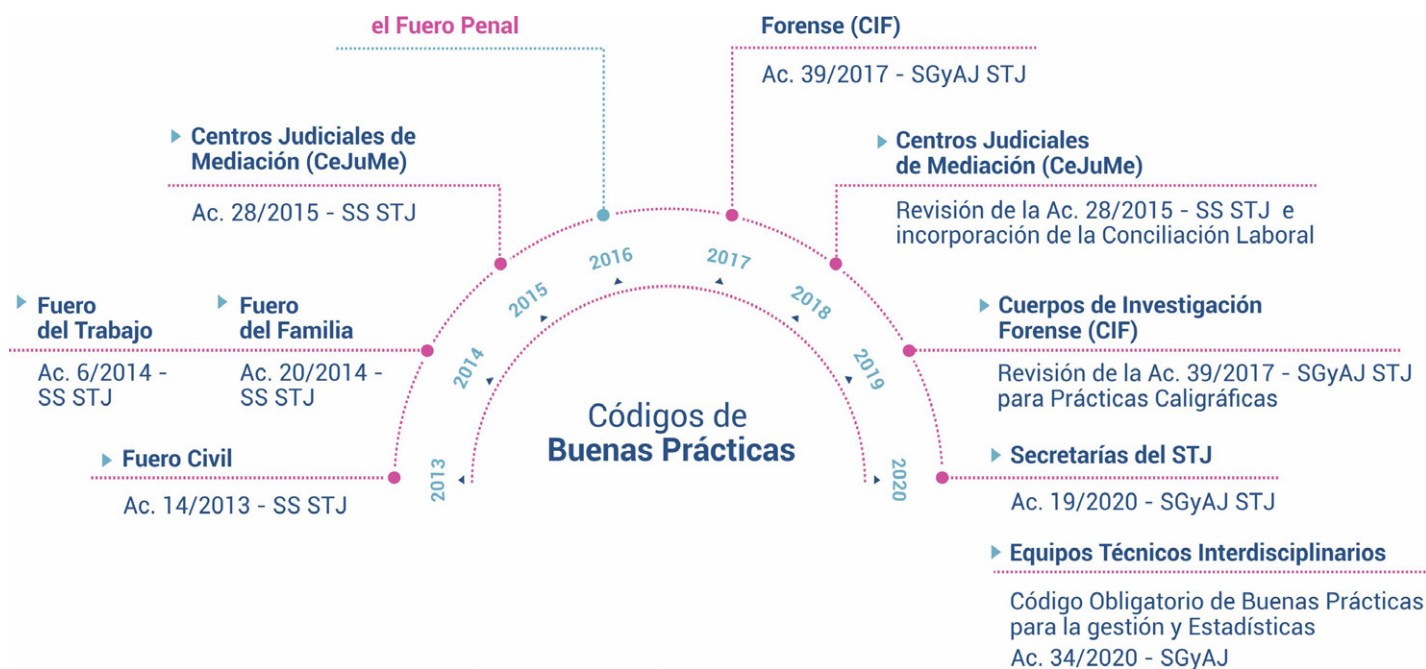 el Fuero Penal
Forense (CIF)
Ac. 39/2017 - SGyAJ STJ
Centros Judiciales de
Mediación (CeJuMe)
Ac. 28/2015 - SS STJ
Centros Judiciales
de Mediación (CeJuMe)
Revisión de la Ac. 28/2015 - SS STJ e
incorporación de la Conciliación Laboral
Fuero
del Trabajo
Ac. 6/2014 -
SS STJ
Fuero
del Familia
Ac. 20/2014 -
SS STJ
Cuerpos de Investigación
Forense (CIF)
Revisión de la Ac. 39/2017 - SGyAJ STJ
para Prácticas Caligráficas
Fuero Civil
Ac. 14/2013 - SS STJ
2013
2014
2015
2016
2017
2018
2019
2020
Códigos de
Buenas Prácticas
Secretarías del STJ
Ac. 19/2020 - SGyAJ STJ
Equipos Técnicos Interdisciplinarios
Código Obligatorio de Buenas Prácticas
para la gestión y Estadísticas
Ac. 34/2020 - SGyAJ